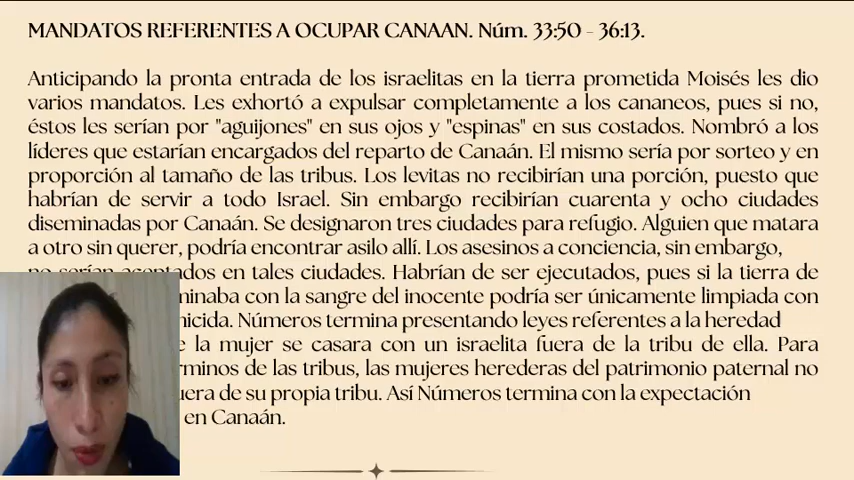 MANDATOS REFERENTES A OCUPAR CANAAN. Núm. 33:50 - 36:13.
Anticipando la pronta entrada de los israelitas en la tierra prometida Moisés les dio
varios mandatos. Les exhortó a expulsar completamente a los cananeos, pues si no,
éstos les serían por "aguijones" en sus ojos y "espinas" en sus costados. Nombró a los
líderes que estarían encargados del reparto de Canaán. El mismo sería por sorteo y en
proporción al tamaño de las tribus. Los levitas no recibirían una porción, puesto que
habrían de servir a todo Israel. Sin embargo recibirían cuarenta y ocho ciudades
diseminadas por Canaán. Se designaron tres ciudades para refugio. Alguien que matara
a otro sin querer, podría encontrar asilo allí. Los asesinos a conciencia, sin embargo,
no serían aceptados en tales ciudades. Habrían de ser ejecutados, pues si la tierra de
con la sangre del inocente podría ser únicamente limpiada con
Números termina presentando leyes referentes a la heredad
la mujer se casara con un israelita fuera de la tribu de ella. Para
de las tribus, las mujeres herederas del patrimonio paternal no
de su propia tribu. Así Números termina con la expectación
en Canaán.